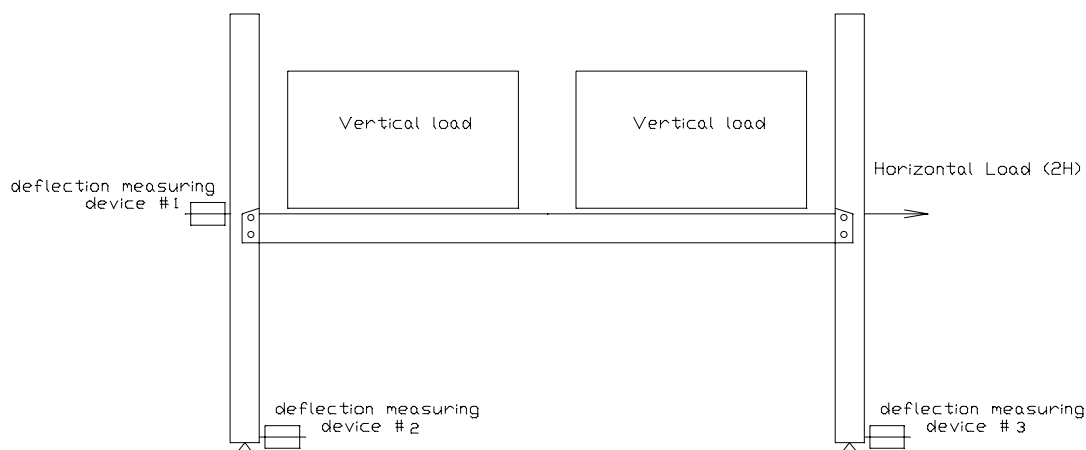 Vertical load
Vertical load
Horizontal Load (2H)
deflection measuring
device #1
deflection measuring
device #2
deflection measuring
device #3